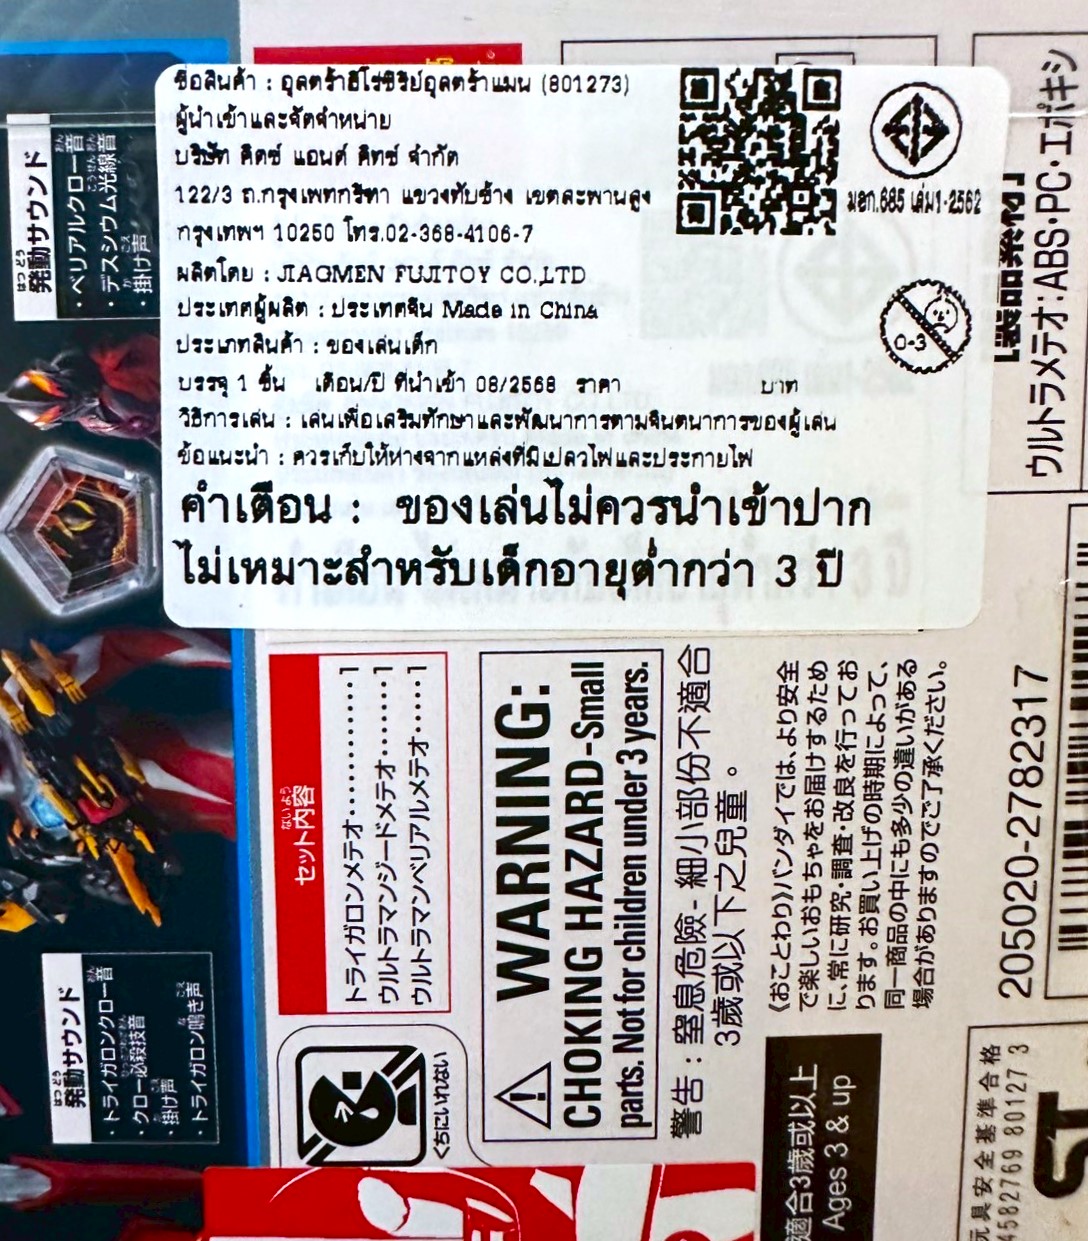 ชื่อสินค้า : อุลตร้าฮีโร่ซีรีย์อุลตร้าแมน (801273)
ผู้นำเข้าและจัดจำหน่าย
บริษัท คิตซ์ แอนด์ คิทซ์ จำกัด
122/3 ถ.กรุงเทพกรีฑา แขวงทับช้าง เขตสะพานสูง
กรุงเทพฯ 10250 โทร.02-368-4106-7
ผลิตโดย : JIAOMEN FUJITOY CO.,LTD
ประเทศผู้ผลิต : ประเทศจีน Made in China
ประเภทสินค้า : ของเล่นเด็ก
บรรจุ 1 ชิ้น เดือน/ปี ที่นำเข้า 08/2568 ราคา บาท
วิธีการเล่น : เล่นเพื่อเสริมทักษาและพัฒนาการตามจินตนาการของผู้เล่น
ข้อแนะนำ : ควรเก็บให้ห่างจากแหล่งที่มีเปลวไฟและประกายไฟ
คำเตือน : ของเล่นไม่ควรนำเข้าปาก
ไม่เหมาะสำหรับเด็กอายุต่ำกว่า 3 ปี
มอก.685 เล่ม1-2562
0-3
発動サウンド
・ベリアルクロー音
・デスシウム光線音
・掛け声
発動サウンド
・トライガロンクロー音
・クロー必殺技音
・掛け声
・トライガロン鳴き声
セット内容
トライガロンメテオ…………1
ウルトラマンジードメテオ……1
ウルトラマンベリアルメテオ……1
くちにいれない
WARNING:
CHOKING HAZARD-Small
parts. Not for children under 3 years.
警告：窒息危險- 細小部份不適合
3歲或以下之兒童。
《おことわり》バンダイでは、より安全
で楽しいおもちゃをお届けするため
に、常に研究・調査・改良を行ってお
ります。お買い上げの時期によって、
同一商品の中にも多少の違いがある
場合がありますのでご了承ください。
適合3歲或以上
Ages 3 & up
ウルトラメテオ：ABS・PC・エポキシ
205020-2782317
玩具安全基準合格
4582769 80127 3
ST